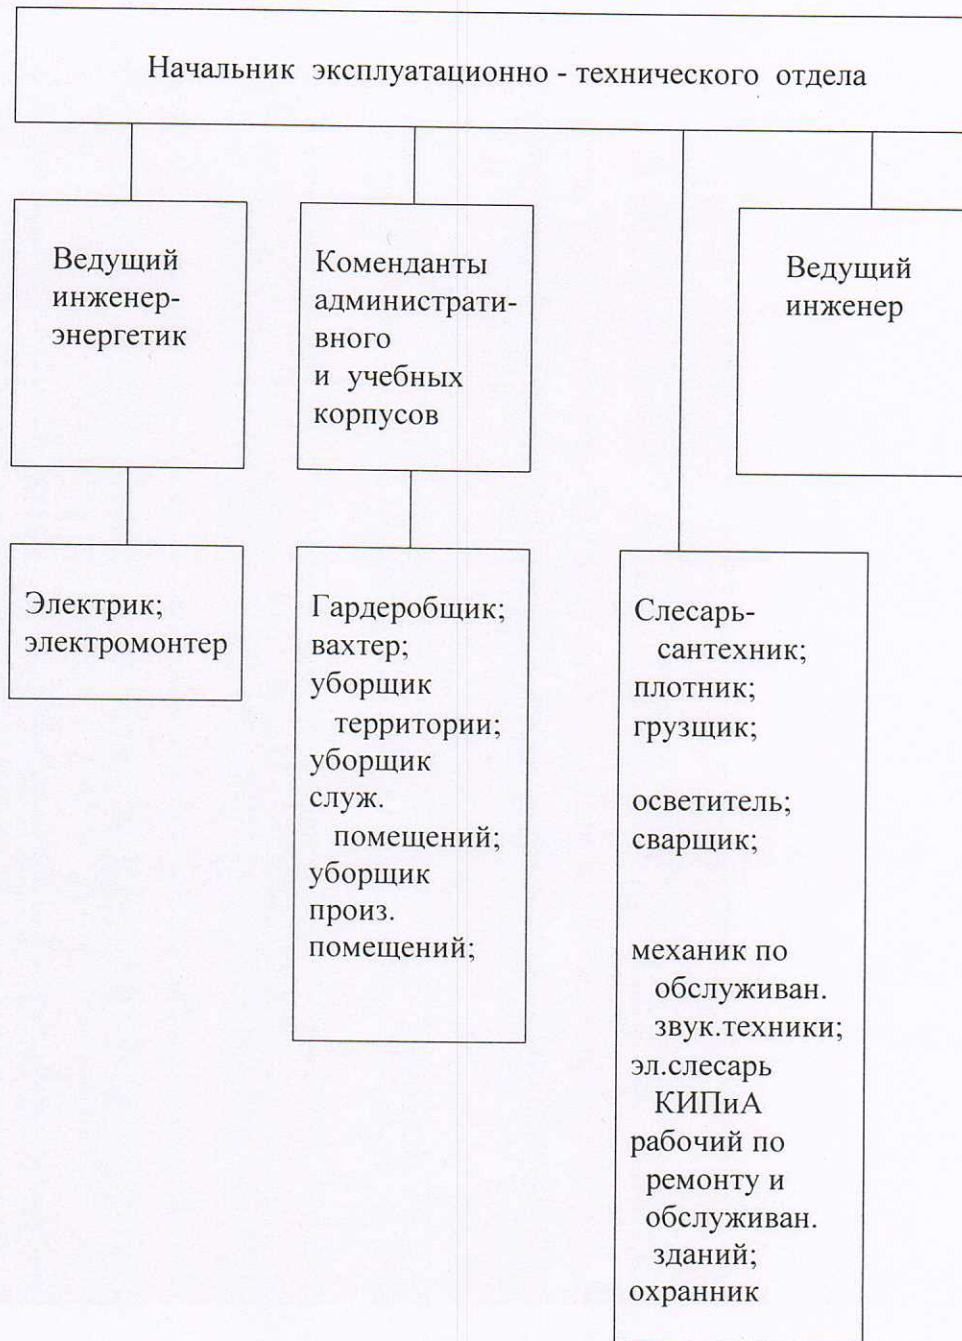 Начальник эксплуатационно - технического отдела
Ведущий
инженер-
энергетик
Коменданты
административ-
вного
и учебных
корпусов
Ведущий
инженер
Электрик;
электромонтер
Гардеробщик;
вахтер;
уборщик
территории;
уборщик
служ.
помещений;
уборщик
произ.
помещений;
Слесарь-
сантехник;
плотник;
грузщик;
осветитель;
сварщик;
механик по
обслуживан.
звук.техники;
эл.слесарь
КИПиА
рабочий по
ремонту и
обслуживан.
зданий;
охранник